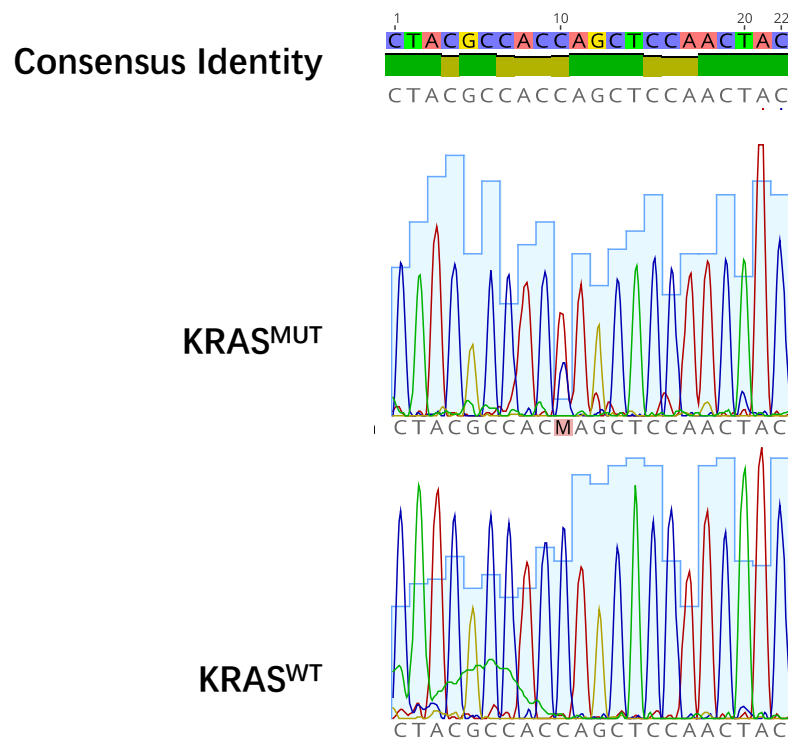 1 10 20 22
CTACGCCACCAGCTCCAACTAC
Consensus Identity
CTACGCCACCAGCTCCAACTAC
KRASMUT
CTACGCCACMAGCTCCAACTAC
KRASWT
CTACGCCACCAGCTCCAACTAC